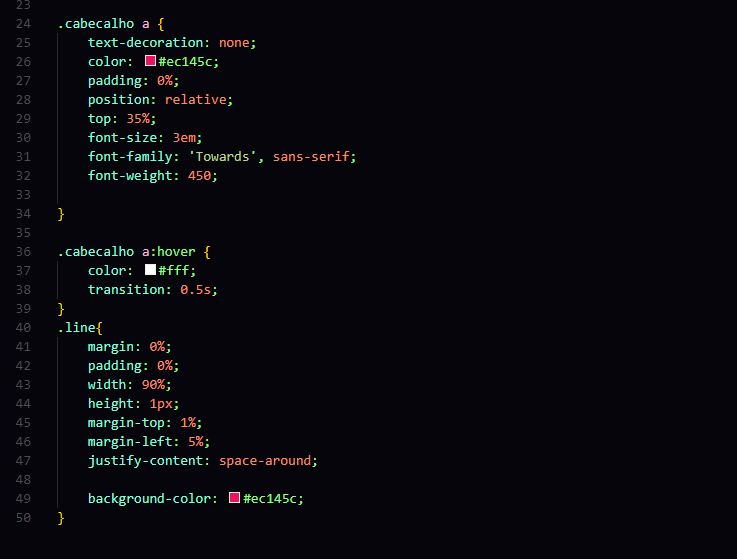 23
24 .cabecalho a {
25     text-decoration: none;
26     color: #ec145c;
27     padding: 0%;
28     position: relative;
29     top: 35%;
30     font-size: 3em;
31     font-family: 'Towards', sans-serif;
32     font-weight: 450;
33
34 }
35
36 .cabecalho a:hover {
37     color: #fff;
38     transition: 0.5s;
39 }
40 .line{
41     margin: 0%;
42     padding: 0%;
43     width: 90%;
44     height: 1px;
45     margin-top: 1%;
46     margin-left: 5%;
47     justify-content: space-around;
48
49     background-color: #ec145c;
50 }